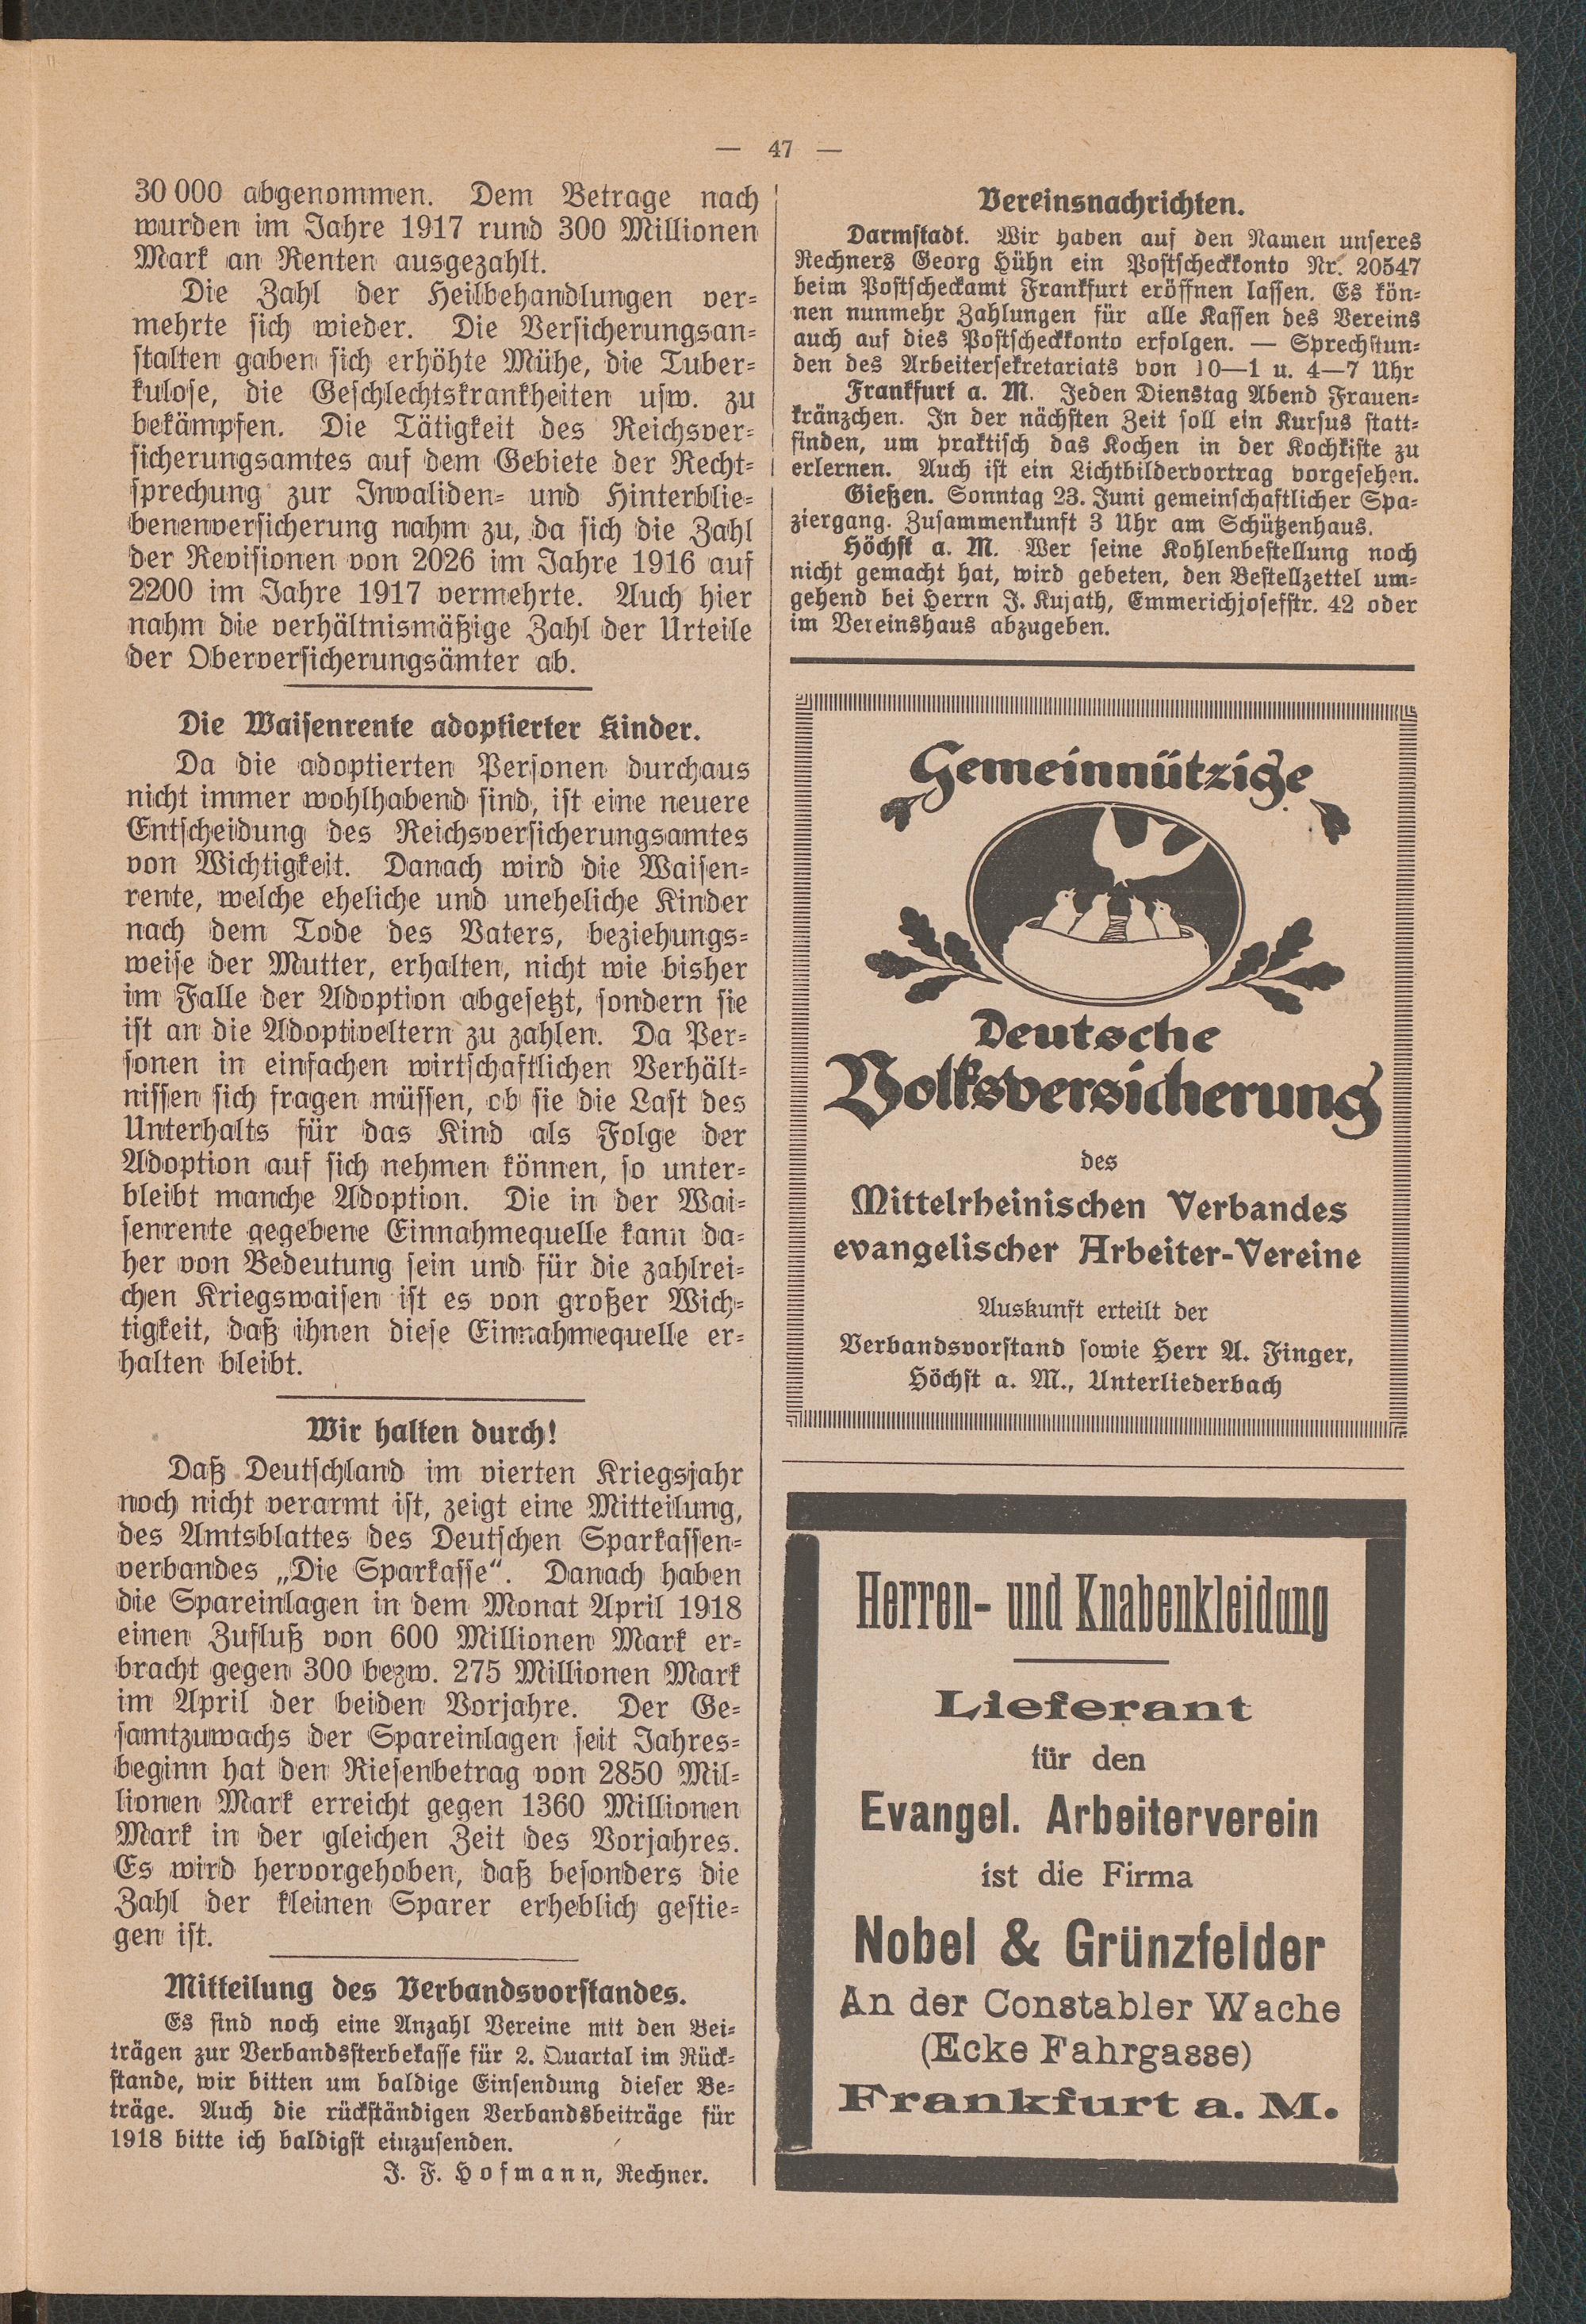 — 47 —
30 000 abgenommen. Dem Betrage nach
wurden im Jahre 1917 rund 300 Millionen
Mark an Renten ausgezahlt.
Die Zahl der Heilbehandlungen ver-
mehrte sich wieder. Die Versicherungsan-
stalten gaben sich erhöhte Mühe, die Tuber-
kulose, die Geschlechtskrankheiten usw. zu
bekämpfen. Die Tätigkeit des Reichsver-
sicherungsamtes auf dem Gebiete der Recht-
sprechung zur Invaliden- und Hinterblie-
benenversicherung nahm zu, da sich die Zahl
der Revisionen von 2026 im Jahre 1916 auf
2200 im Jahre 1917 vermehrte. Auch hier
nahm die verhältnismäßige Zahl der Urteile
der Oberversicherungsämter ab.
Die Waisenrente adoptierter Kinder.
Da die adoptierten Personen durchaus
nicht immer wohlhabend sind, ist eine neuere
Entscheidung des Reichsversicherungsamtes
von Wichtigkeit. Danach wird die Waisen-
rente, welche eheliche und uneheliche Kinder
nach dem Tode des Vaters, beziehungs-
weise der Mutter, erhalten, nicht wie bisher
im Falle der Adoption abgesetzt, sondern sie
ist an die Adoptiveltern zu zahlen. Da Per-
sonen in einfachen wirtschaftlichen Verhält-
nissen sich fragen müssen, ob sie die Last des
Unterhalts für das Kind als Folge der
Adoption auf sich nehmen können, so unter-
bleibt manche Adoption. Die in der Wai-
senrente gegebene Einnahmequelle kann da-
her von Bedeutung sein und für die zahlrei-
chen Kriegswaisen ist es von großer Wich-
tigkeit, daß ihnen diese Einnahmequelle er-
halten bleibt.
Wir halten durch!
Daß Deutschland im vierten Kriegsjahr
noch nicht verarmt ist, zeigt eine Mitteilung,
des Amtsblattes des Deutschen Sparkassen-
verbandes „Die Sparkasse“. Danach haben
die Spareinlagen in dem Monat April 1918
einen Zufluß von 600 Millionen Mark er-
bracht gegen 300 bezw. 275 Millionen Mark
im April der beiden Vorjahre. Der Ge-
samtzuwachs der Spareinlagen seit Jahres-
beginn hat den Riesenbetrag von 2850 Mil-
lionen Mark erreicht gegen 1360 Millionen
Mark in der gleichen Zeit des Vorjahres.
Es wird hervorgehoben, daß besonders die
Zahl der kleinen Sparer erheblich gestie-
gen ist.
Mitteilung des Verbandsvorstandes.
Es sind noch eine Anzahl Vereine mit den Bei-
trägen zur Verbandssterbekasse für 2. Quartal im Rück-
stande, wir bitten um baldige Einsendung dieser Be-
träge. Auch die rückständigen Verbandsbeiträge für
1918 bitte ich baldigst einzusenden.
J. F. Hofmann, Rechner.
Vereinsnachrichten.
Darmstadt. Wir haben auf den Namen unseres
Rechners Georg Hühn ein Postscheckkonto Nr. 20547
beim Postscheckamt Frankfurt eröffnen lassen. Es kön-
nen nunmehr Zahlungen für alle Kassen des Vereins
auch auf dies Postscheckkonto erfolgen. — Sprechstun-
den des Arbeitersekretariats von 10—1 u. 4—7 Uhr
Frankfurt a. M. Jeden Dienstag Abend Frauen-
kränzchen. In der nächsten Zeit soll ein Kursus statt-
finden, um praktisch das Kochen in der Kochkiste zu
erlernen. Auch ist ein Lichtbildervortrag vorgesehen.
Gießen. Sonntag 23. Juni gemeinschaftlicher Spa-
ziergang. Zusammenkunft 3 Uhr am Schützenhaus.
Höchst a. M. Wer seine Kohlenbestellung noch
nicht gemacht hat, wird gebeten, den Bestellzettel um-
gehend bei Herrn J. Kujath, Emmerichjosefstr. 42 oder
im Vereinshaus abzugeben.
Gemeinnützige
Deutsche
Volksversicherung
des
Mittelrheinischen Verbandes
evangelischer Arbeiter-Vereine
Auskunft erteilt der
Verbandsvorstand sowie Herr A. Finger,
Höchst a. M., Unterliederbach
Herren- und Knabenkleidung
Lieferant
für den
Evangel. Arbeiterverein
ist die Firma
Nobel & Grünzfelder
An der Constabler Wache
(Ecke Fahrgasse)
Frankfurt a. M.